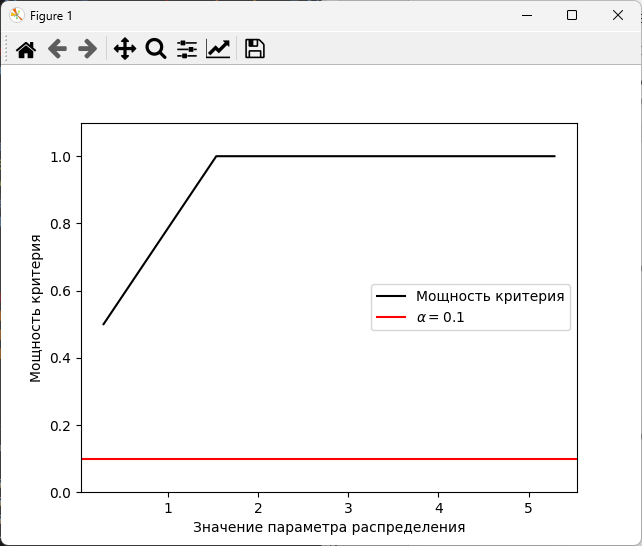 Figure 1
1.0
0.8
0.6
0.4
0.2
0.0
Мощность критерия
Мощность критерия
α = 0.1
1 2 3 4 5
Значение параметра распределения